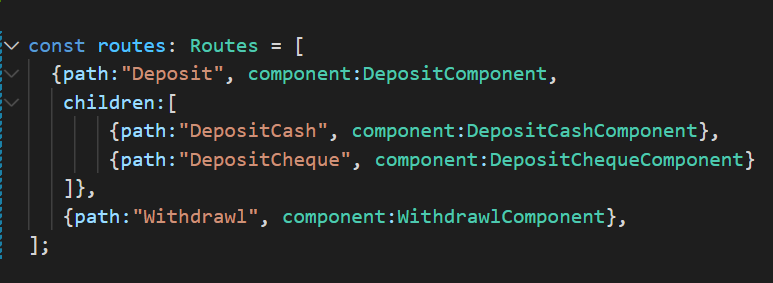 const routes: Routes = [
{path:"Deposit", component:DepositComponent,
children:[
{path:"DepositCash", component:DepositCashComponent},
{path:"DepositCheque", component:DepositChequeComponent}
]},
{path:"Withdrawl", component:WithdrawlComponent},
];